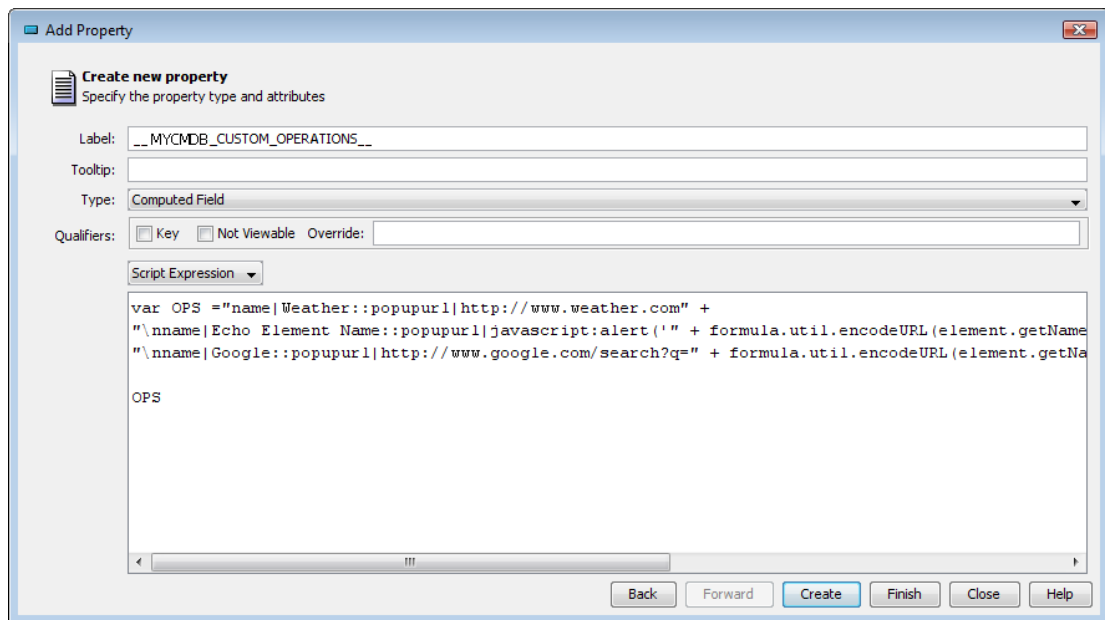 Add Property
Create new property
Specify the property type and attributes
Label: __MYCMDB_CUSTOM_OPERATIONS__
Tooltip:
Type: Computed Field
Qualifiers: Key Not Viewable Override:
Script Expression
var OPS ="name|Weather::popupurl|http://www.weather.com" +
"\nname|Echo Element Name::popupurl|javascript:alert('" + formula.util.encodeURL(element.getName
"\nname|Google::popupurl|http://www.google.com/search?q=" + formula.util.encodeURL(element.getNa
OPS
Back Forward Create Finish Close Help